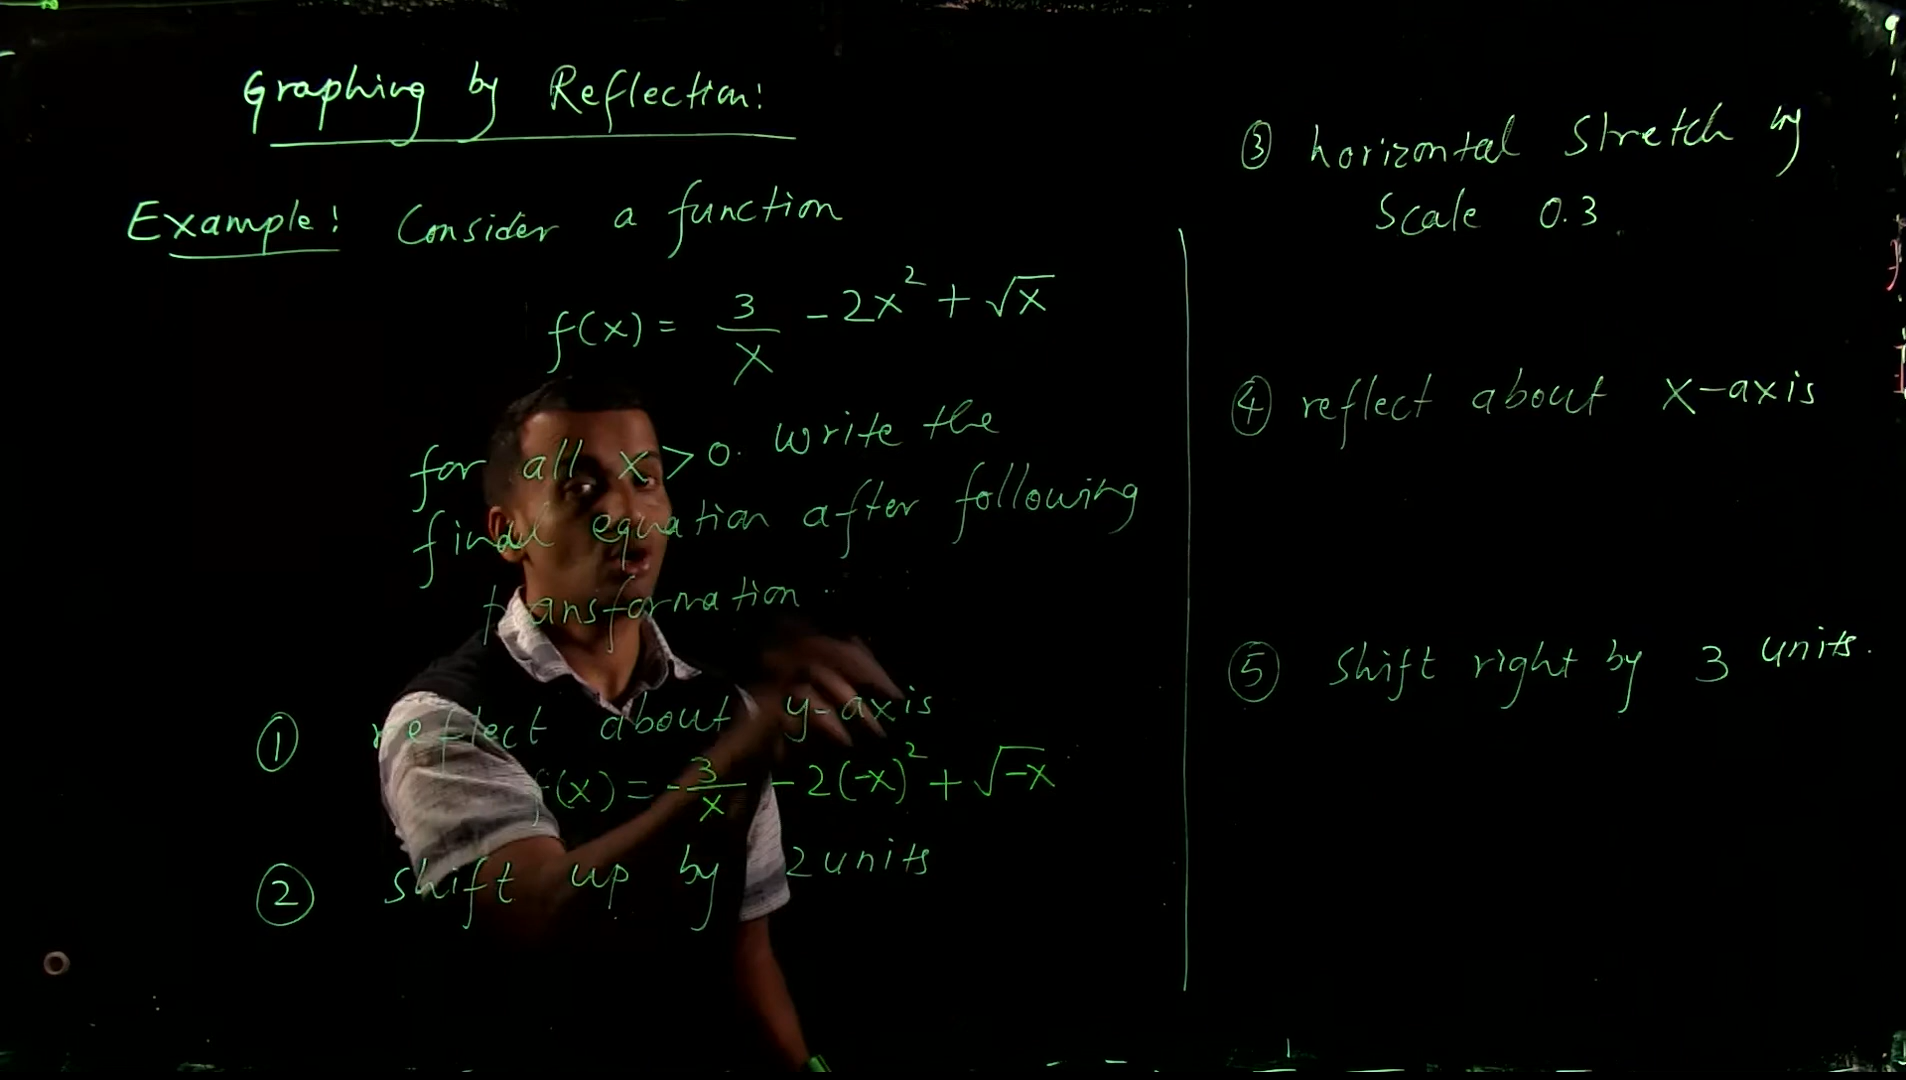 Graphing by Reflection:
Example: Consider a function
f(x) = 3/x - 2x² + √x
for all x > 0. Write the
final equation after following
transformation.
① reflect about y-axis
f(x) = -3/x - 2(-x)² + √-x
② Shift up by 2 units
③ horizontal Stretch by
Scale 0.3.
④ reflect about X-axis
⑤ Shift right by 3 units.